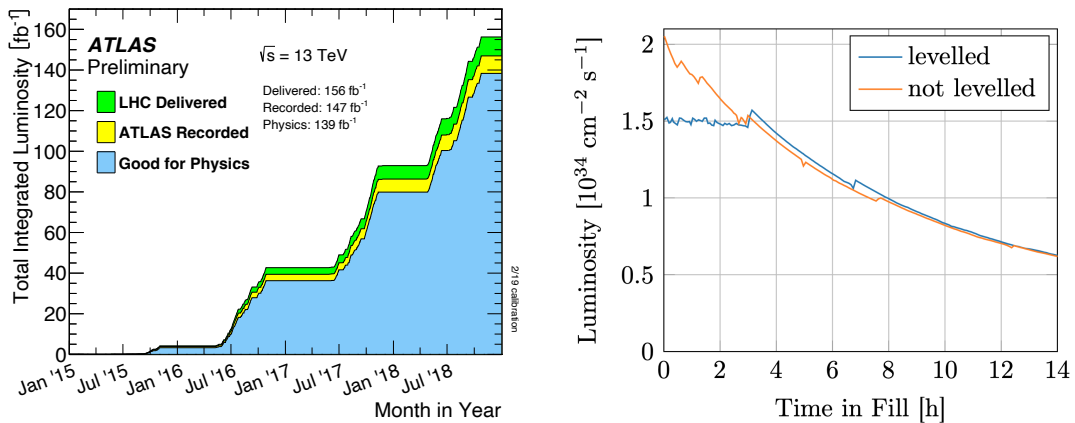 Total Integrated Luminosity [fb⁻¹]
160
140
120
100
80
60
40
20
0
ATLAS
Preliminary
√s = 13 TeV
Delivered: 156 fb⁻¹
Recorded: 147 fb⁻¹
Physics: 139 fb⁻¹
LHC Delivered
ATLAS Recorded
Good for Physics
2/19 calibration
Jan '15
Jul '15
Jan '16
Jul '16
Jan '17
Jul '17
Jan '18
Jul '18
Month in Year
Luminosity [10³⁴ cm⁻² s⁻¹]
2
1.5
1
0.5
0
levelled
not levelled
0 2 4 6 8 10 12 14
Time in Fill [h]